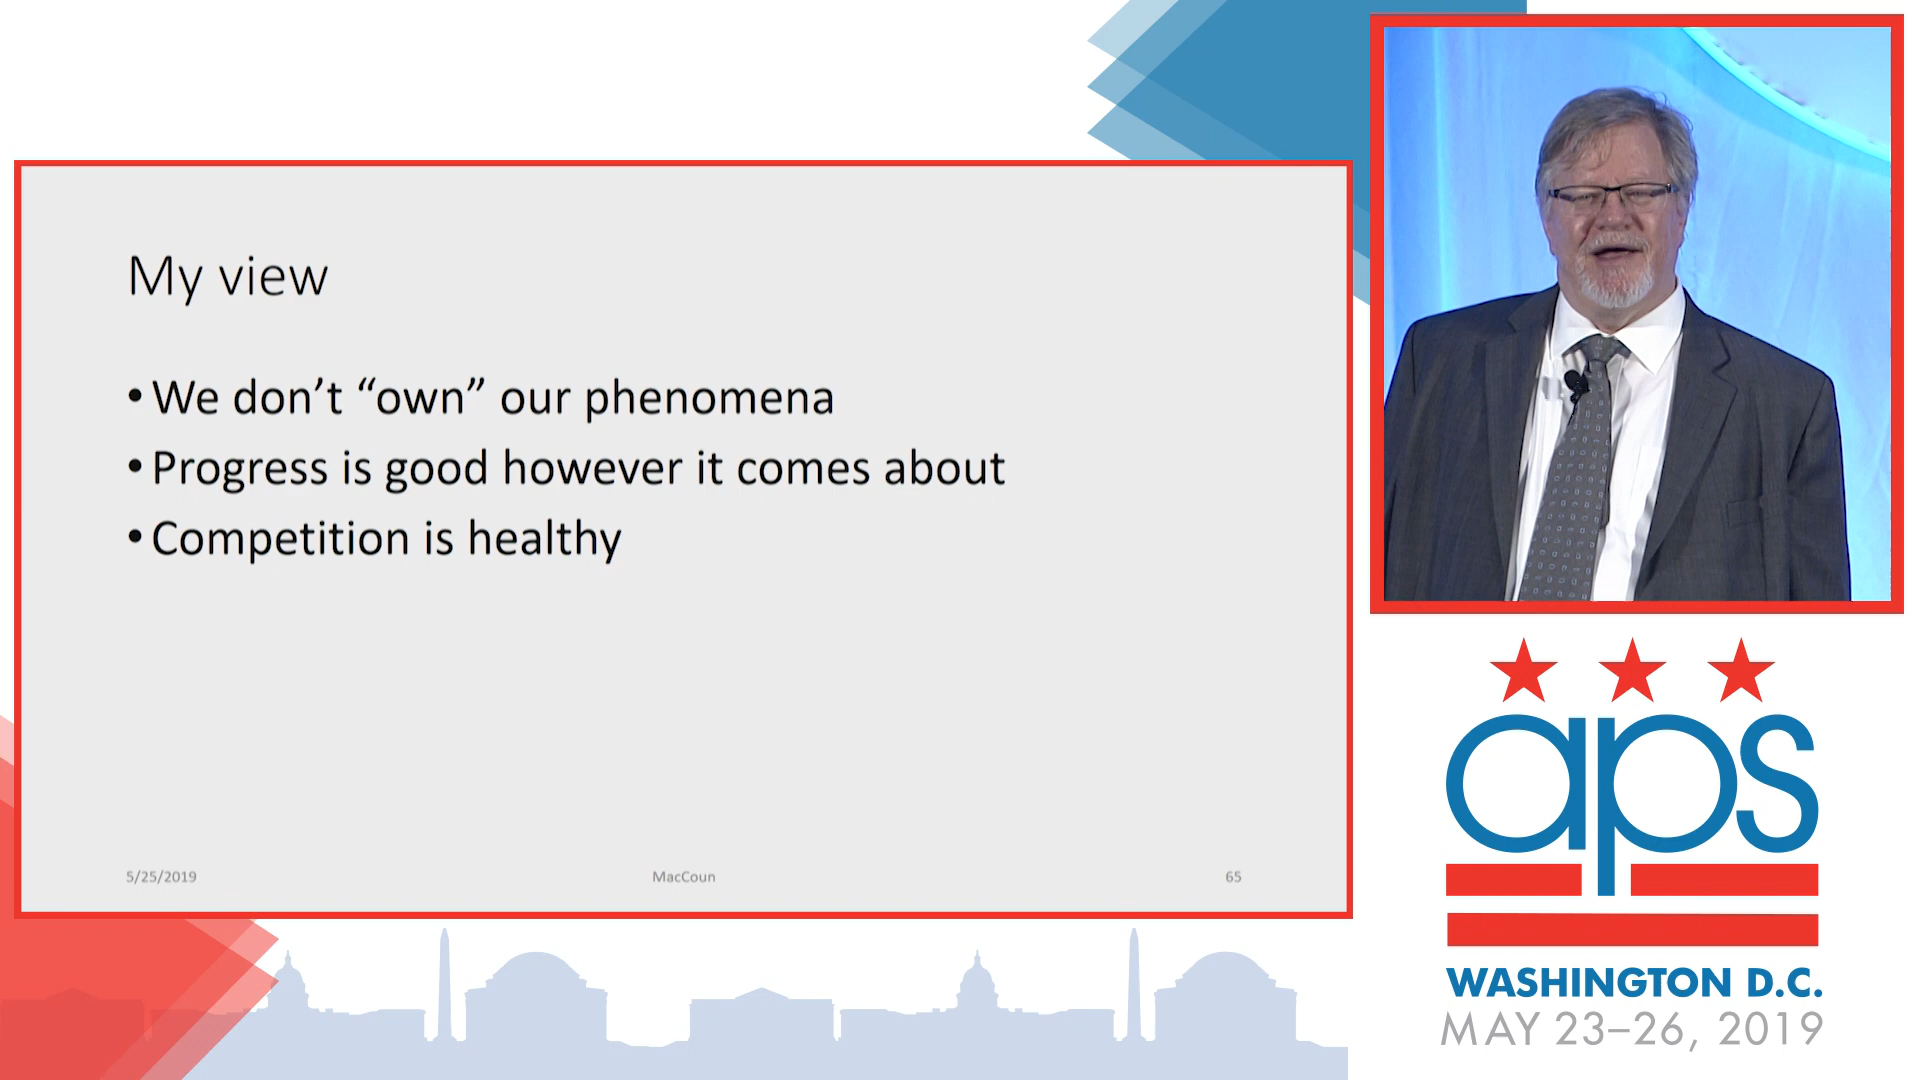 My view
• We don’t “own” our phenomena
• Progress is good however it comes about
• Competition is healthy
5/25/2019
MacCoun
65
aps
WASHINGTON D.C.
MAY 23–26, 2019